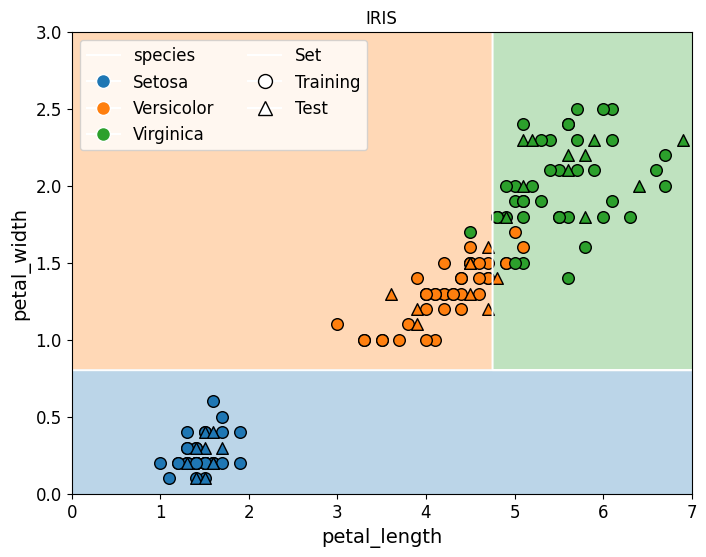 IRIS
3.0
2.5
2.0
1.5
1.0
0.5
0.0
petal_width
species
Setosa
Versicolor
Virginica
Set
Training
Test
0 1 2 3 4 5 6 7
petal_length